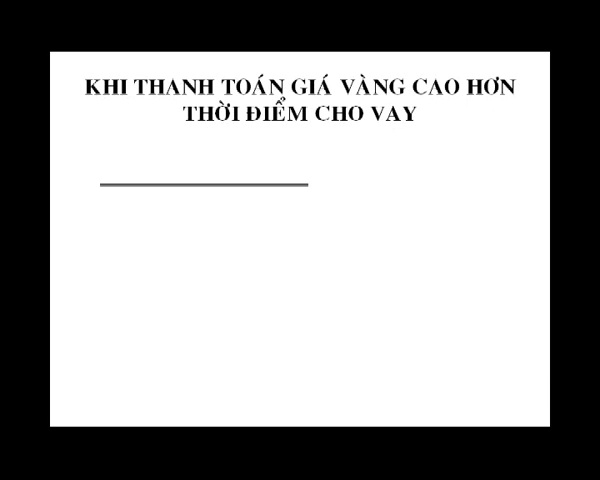 KHI THANH TOÁN GIÁ VÀNG CAO HƠN
THỜI ĐIỂM CHO VAY